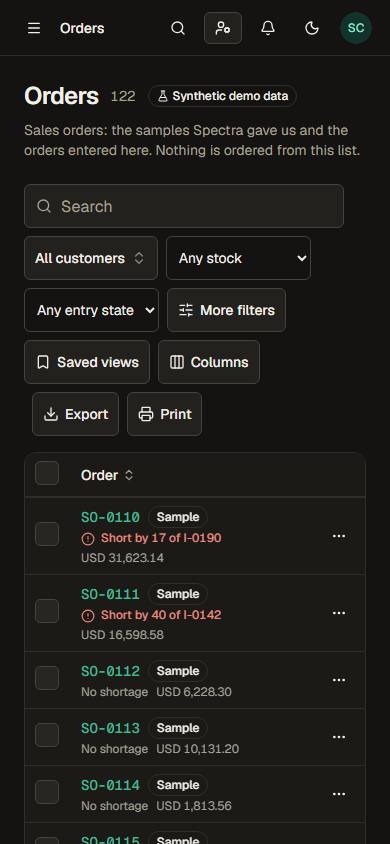 Orders
SC
Orders 122 Synthetic demo data
Sales orders: the samples Spectra gave us and the
orders entered here. Nothing is ordered from this list.
Search
All customers Any stock
Any entry state More filters
Saved views Columns
Export Print
Order
SO-0110 Sample
Short by 17 of I-0190
USD 31,623.14
SO-0111 Sample
Short by 40 of I-0142
USD 16,598.58
SO-0112 Sample
No shortage USD 6,228.30
SO-0113 Sample
No shortage USD 10,131.20
SO-0114 Sample
No shortage USD 1,813.56
SO-0115 Sample